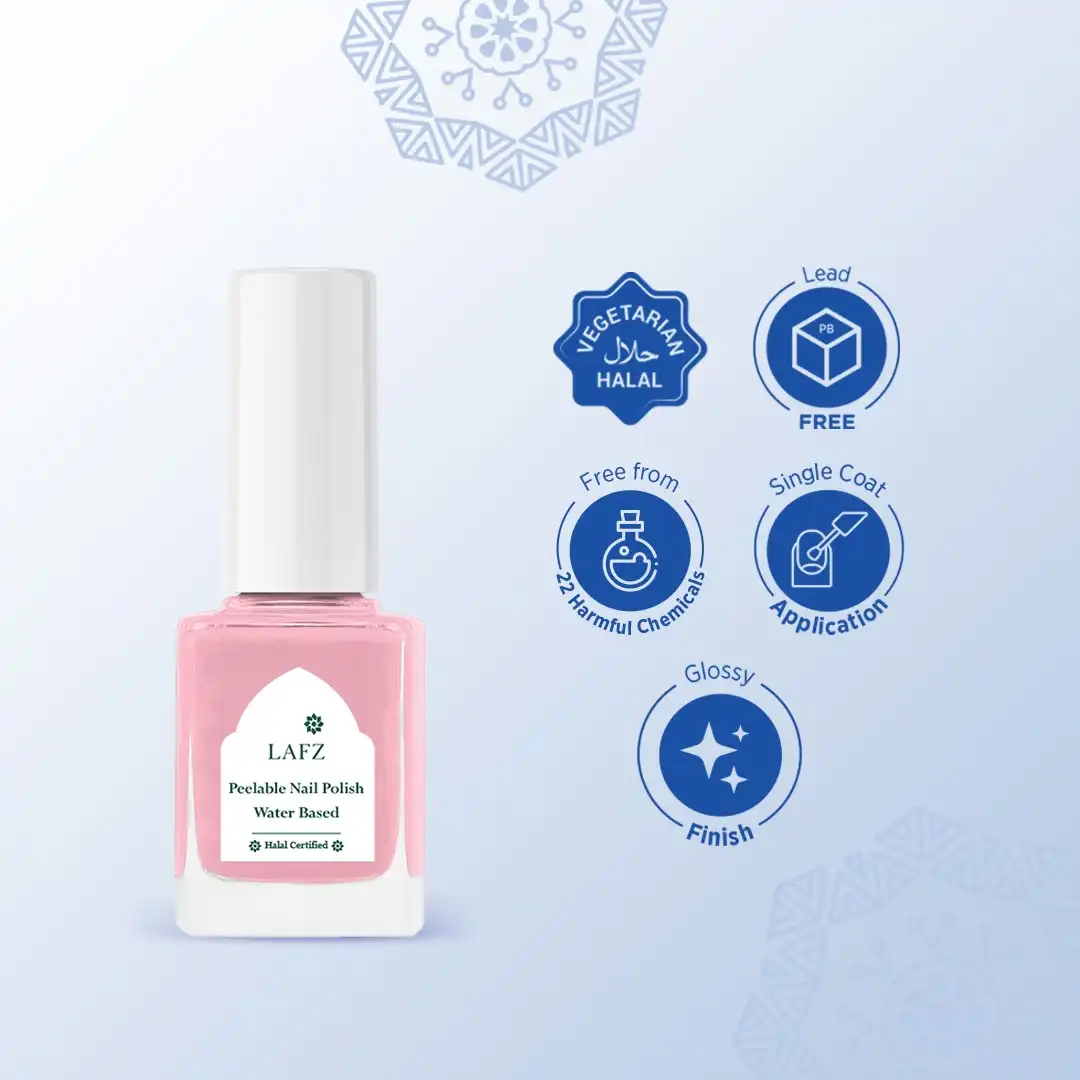 LAFZ
Peelable Nail Polish
Water Based
Halal Certified
VEGETARIAN
حلال
HALAL
Lead
PB
FREE
Free from
22 Harmful Chemicals
Single Coat
Application
Glossy
Finish